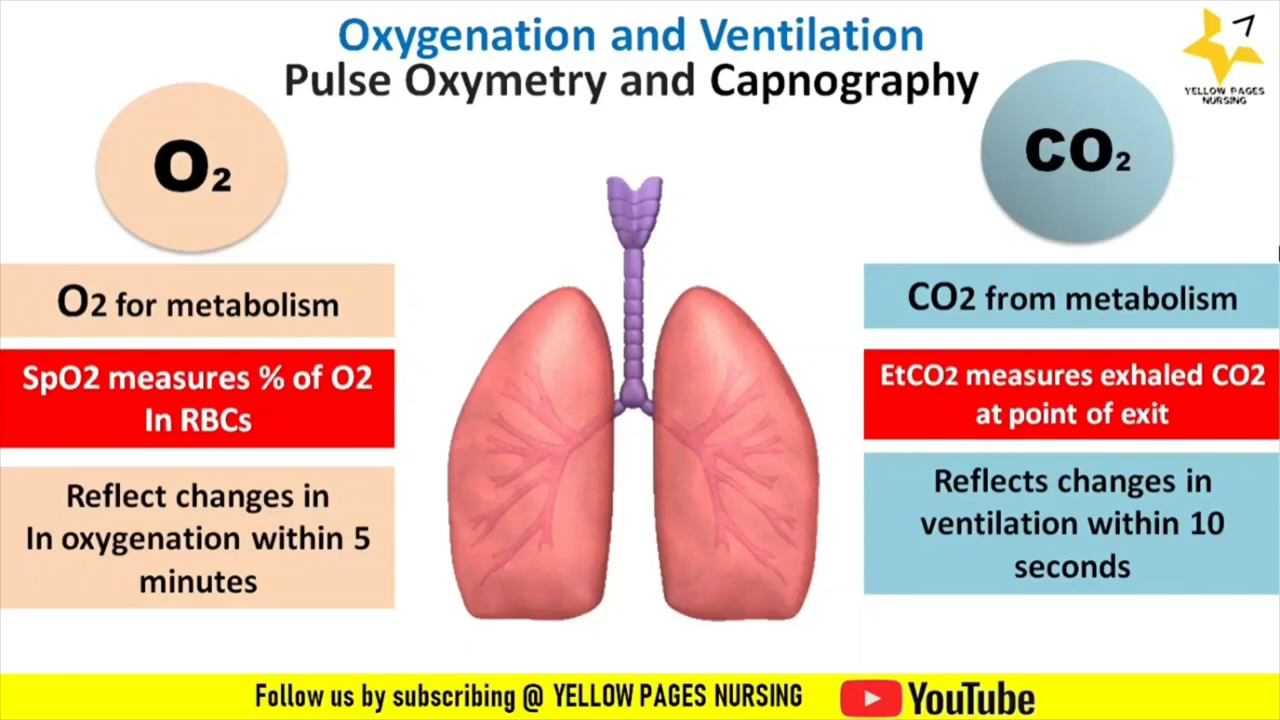 Oxygenation and Ventilation
Pulse Oxymetry and Capnography
YELLOW PAGES
NURSING
O2
CO2
O2 for metabolism
SpO2 measures % of O2
In RBCs
Reflect changes in
In oxygenation within 5
minutes
CO2 from metabolism
EtCO2 measures exhaled CO2
at point of exit
Reflects changes in
ventilation within 10
seconds
Follow us by subscribing @ YELLOW PAGES NURSING YouTube